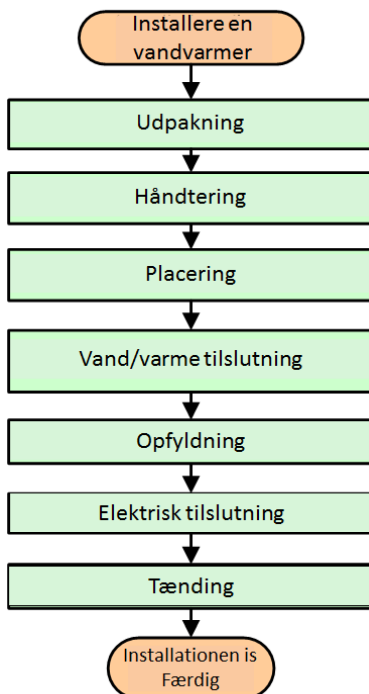 Installere en
vandvarmer
Udpakning
Håndtering
Placering
Vand/varme tilslutning
Opfyldning
Elektrisk tilslutning
Tænding
Installationen is
Færdig